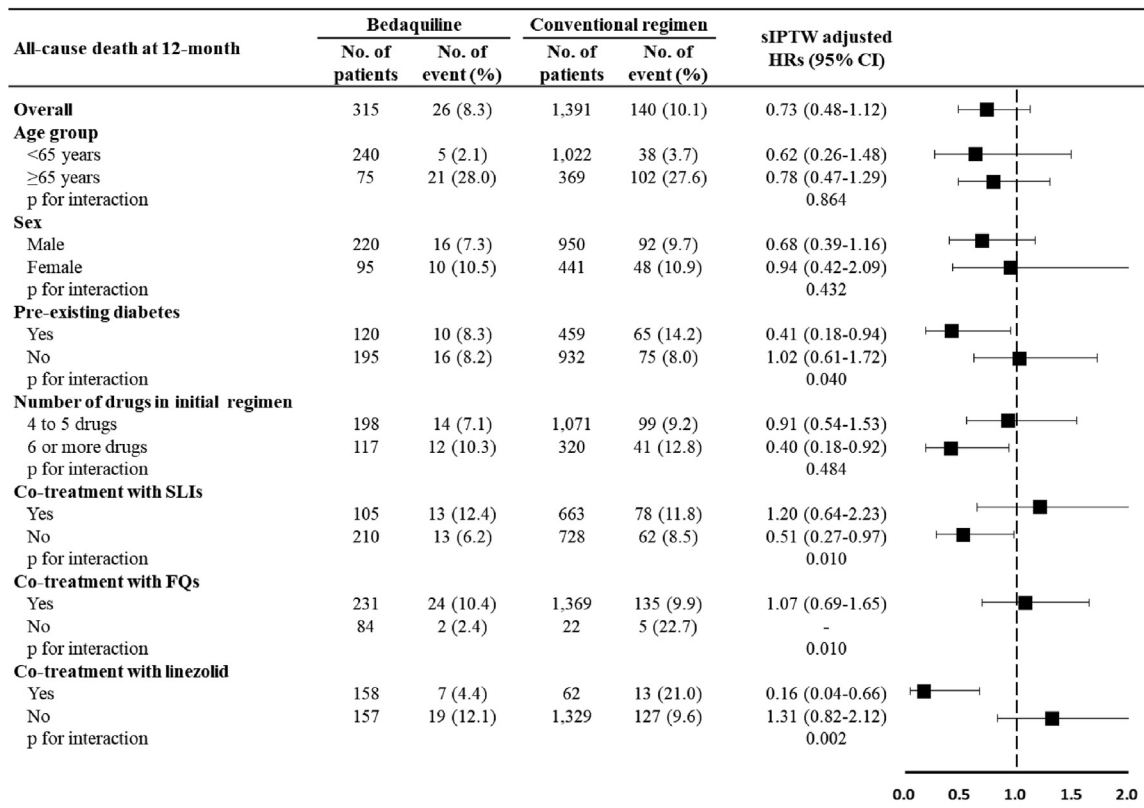 All-cause death at 12-month Bedaquiline Conventional regimen sIPTW adjusted HRs (95% CI)
No. of patients No. of event (%) No. of patients No. of event (%)
Overall 315 26 (8.3) 1,391 140 (10.1) 0.73 (0.48-1.12)
Age group
<65 years 240 5 (2.1) 1,022 38 (3.7) 0.62 (0.26-1.48)
≥65 years 75 21 (28.0) 369 102 (27.6) 0.78 (0.47-1.29)
p for interaction 0.864
Sex
Male 220 16 (7.3) 950 92 (9.7) 0.68 (0.39-1.16)
Female 95 10 (10.5) 441 48 (10.9) 0.94 (0.42-2.09)
p for interaction 0.432
Pre-existing diabetes
Yes 120 10 (8.3) 459 65 (14.2) 0.41 (0.18-0.94)
No 195 16 (8.2) 932 75 (8.0) 1.02 (0.61-1.72)
p for interaction 0.040
Number of drugs in initial regimen
4 to 5 drugs 198 14 (7.1) 1,071 99 (9.2) 0.91 (0.54-1.53)
6 or more drugs 117 12 (10.3) 320 41 (12.8) 0.40 (0.18-0.92)
p for interaction 0.484
Co-treatment with SLIs
Yes 105 13 (12.4) 663 78 (11.8) 1.20 (0.64-2.23)
No 210 13 (6.2) 728 62 (8.5) 0.51 (0.27-0.97)
p for interaction 0.010
Co-treatment with FQs
Yes 231 24 (10.4) 1,369 135 (9.9) 1.07 (0.69-1.65)
No 84 2 (2.4) 22 5 (22.7) -
p for interaction 0.010
Co-treatment with linezolid
Yes 158 7 (4.4) 62 13 (21.0) 0.16 (0.04-0.66)
No 157 19 (12.1) 1,329 127 (9.6) 1.31 (0.82-2.12)
p for interaction 0.002
0.0 0.5 1.0 1.5 2.0